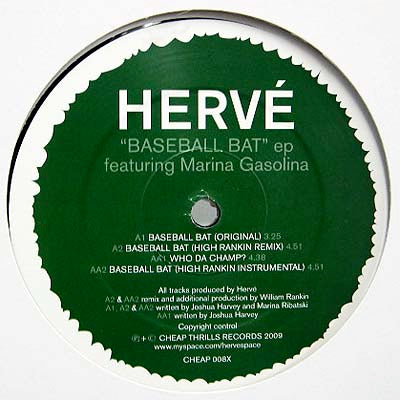 HERVÉ
"BASEBALL BAT" ep
featuring Marina Gasolina
A1 BASEBALL BAT (ORIGINAL) 3.25
A2 BASEBALL BAT (HIGH RANKIN REMIX) 4.51
AA1 WHO DA CHAMP? 4.38
AA2 BASEBALL BAT (HIGH RANKIN INSTRUMENTAL) 4.51
All tracks produced by Hervé
A2 & AA2 remix and additional production by William Rankin
A1, A2 & AA2 written by Joshua Harvey and Marina Ribatski
AA1 written by Joshua Harvey
Copyright control
℗ + © CHEAP THRILLS RECORDS 2009
www.myspace.com/hervespace
CHEAP 008X